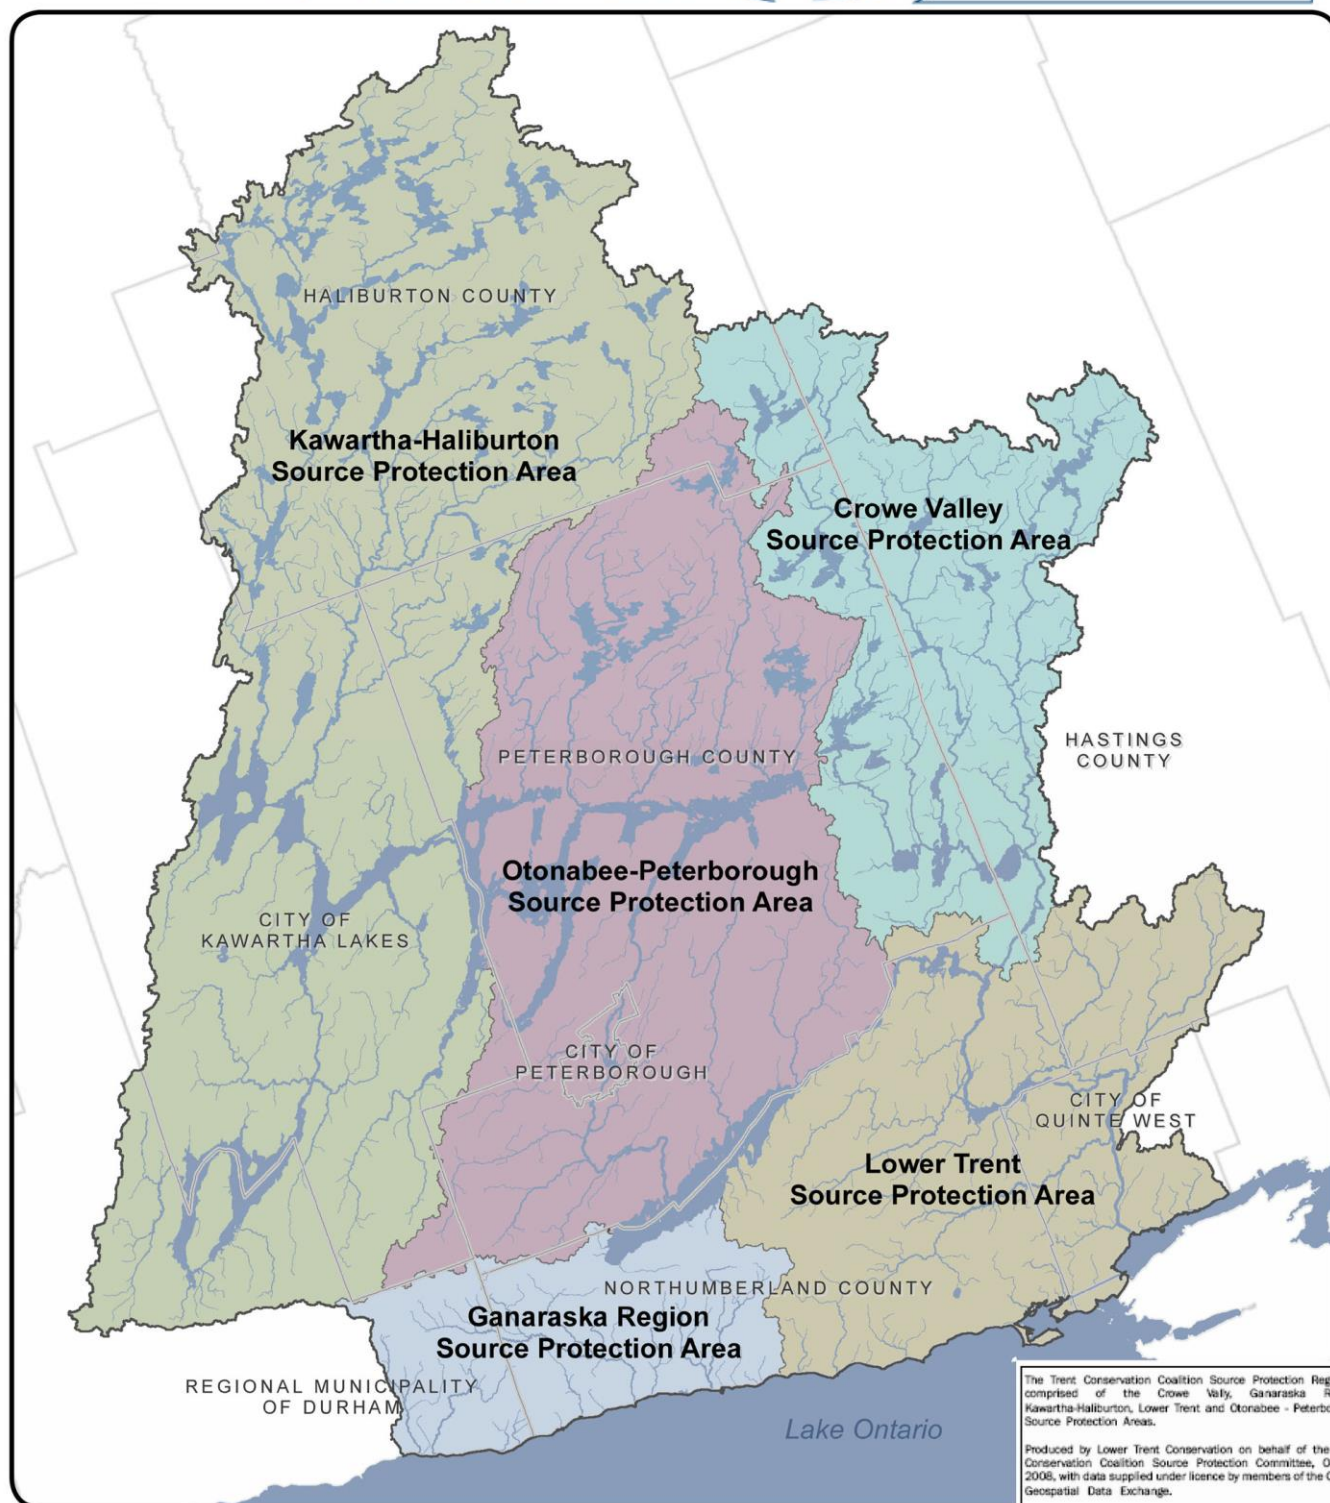 HALIBURTON COUNTY
Kawartha-Haliburton
Source Protection Area
Crowe Valley
Source Protection Area
HASTINGS
COUNTY
PETERBOROUGH COUNTY
Otonabee-Peterborough
Source Protection Area
CITY OF
KAWARTHA LAKES
CITY OF
PETERBOROUGH
CITY OF
QUINTE WEST
Lower Trent
Source Protection Area
NORTHUMBERLAND COUNTY
Ganaraska Region
Source Protection Area
REGIONAL MUNICIPALITY
OF DURHAM
Lake Ontario
The Trent Conservation Coalition Source Protection Reg
comprised of the Crowe Vally, Ganaraska R
Kawartha-Haliburton, Lower Trent and Otonabee - Peterbo
Source Protection Areas.
Produced by Lower Trent Conservation on behalf of the
Conservation Coalition Source Protection Committee, O
2008, with data supplied under licence by members of the O
Geospatial Data Exchange.